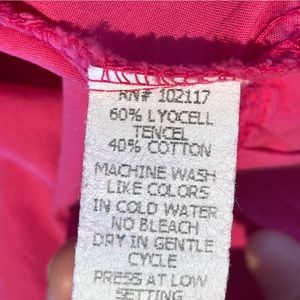 RN# 102117
60% LYOCELL
TENCEL
40% COTTON
MACHINE WASH
LIKE COLORS
IN COLD WATER
NO BLEACH
DRY IN GENTLE
CYCLE
PRESS AT LOW
SETTING